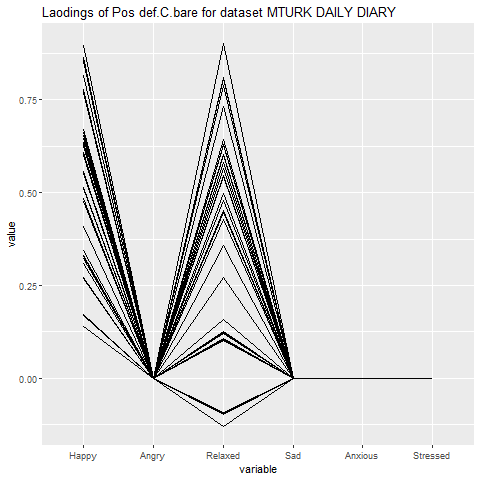 Laodings of Pos def.C.bare for dataset MTURK DAILY DIARY
value
0.75
0.50
0.25
0.00
Happy Angry Relaxed Sad Anxious Stressed
variable